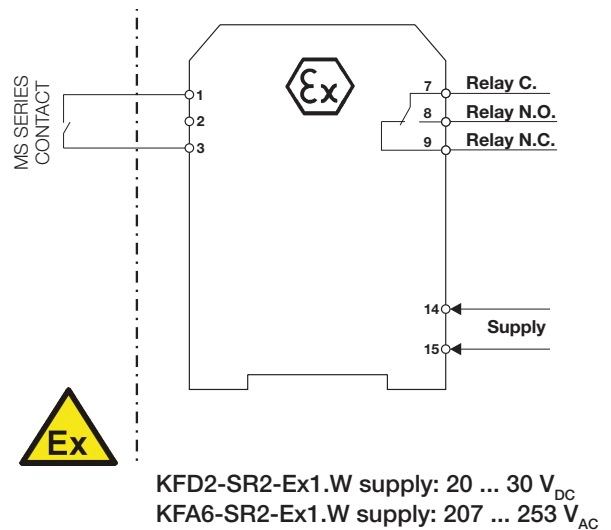 MS SERIES
CONTACT
1
2
3
Ex
7
Relay C.
8
Relay N.O.
9
Relay N.C.
14
Supply
15
Ex
KFD2-SR2-Ex1.W supply: 20 ... 30 VDC
KFA6-SR2-Ex1.W supply: 207 ... 253 VAC